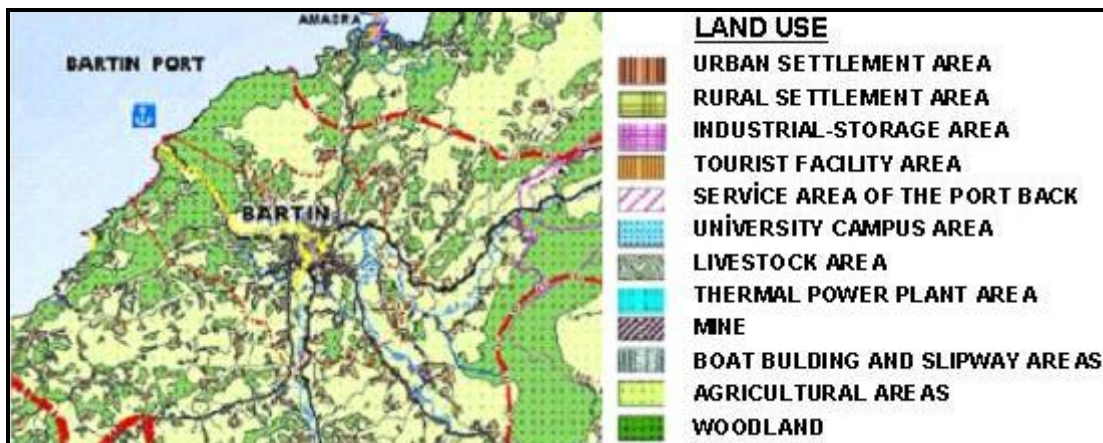 AMASRA
BARTIN PORT
BARTIN
LAND USE
URBAN SETTLEMENT AREA
RURAL SETTLEMENT AREA
INDUSTRIAL-STORAGE AREA
TOURIST FACILITY AREA
SERVİCE AREA OF THE PORT BACK
UNİVERSITY CAMPUS AREA
LIVESTOCK AREA
THERMAL POWER PLANT AREA
MINE
BOAT BULDING AND SLIPWAY AREAS
AGRICULTURAL AREAS
WOODLAND